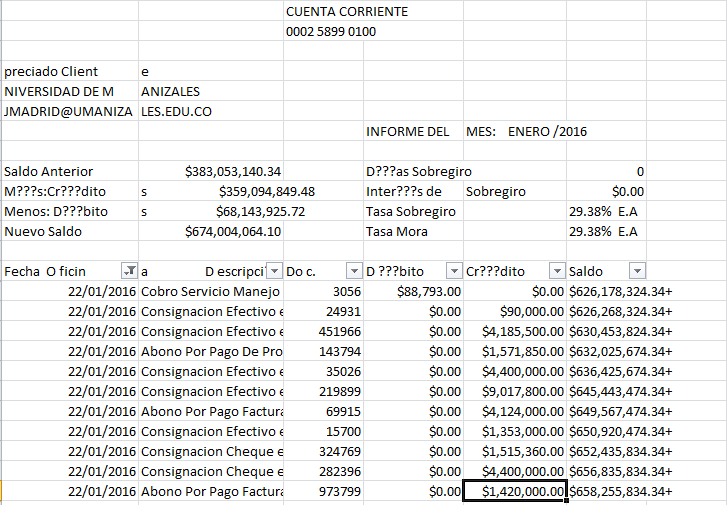 CUENTA CORRIENTE
0002 5899 0100
preciado Client e
NIVERSIDAD DE M ANIZALES
JMADRID@UMANIZA LES.EDU.CO
INFORME DEL MES: ENERO /2016
Saldo Anterior $383,053,140.34 D???as Sobregiro 0
M???s:Cr???dito s $359,094,849.48 Inter???s de Sobregiro $0.00
Menos: D???bito s $68,143,925.72 Tasa Sobregiro 29.38% E.A
Nuevo Saldo $674,004,064.10 Tasa Mora 29.38% E.A
Fecha O ficin a D escripci Do c. D ???bito Cr???dito Saldo
22/01/2016 Cobro Servicio Manejo 3056 $88,793.00 $0.00 $626,178,324.34+
22/01/2016 Consignacion Efectivo e 24931 $0.00 $90,000.00 $626,268,324.34+
22/01/2016 Consignacion Efectivo e 451966 $0.00 $4,185,500.00 $630,453,824.34+
22/01/2016 Abono Por Pago De Pro 143794 $0.00 $1,571,850.00 $632,025,674.34+
22/01/2016 Consignacion Efectivo e 35026 $0.00 $4,400,000.00 $636,425,674.34+
22/01/2016 Consignacion Efectivo e 219899 $0.00 $9,017,800.00 $645,443,474.34+
22/01/2016 Abono Por Pago Factura 69915 $0.00 $4,124,000.00 $649,567,474.34+
22/01/2016 Consignacion Efectivo e 15700 $0.00 $1,353,000.00 $650,920,474.34+
22/01/2016 Consignacion Cheque e 324769 $0.00 $1,515,360.00 $652,435,834.34+
22/01/2016 Consignacion Cheque e 282396 $0.00 $4,400,000.00 $656,835,834.34+
22/01/2016 Abono Por Pago Factura 973799 $0.00 $1,420,000.00 $658,255,834.34+